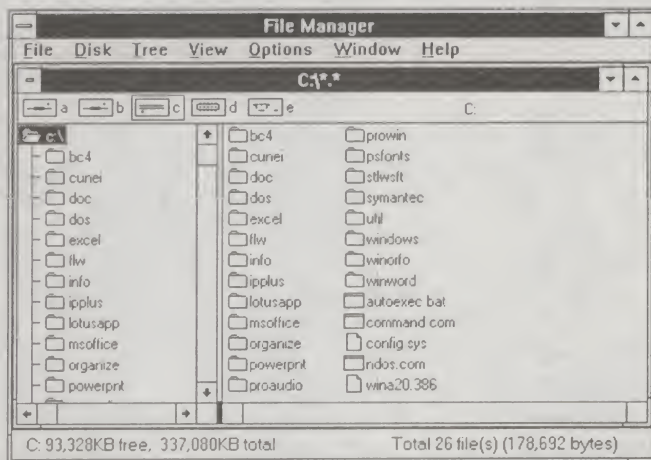 File Manager
File Disk Tree View Options Window Help
C:\*.*
a b c d e C:
c:\
bc4
cunei
doc
dos
excel
flw
info
ipplus
lotusapp
msoffice
organize
powerpnt
bc4
cunei
doc
dos
excel
flw
info
ipplus
lotusapp
msoffice
organize
powerpnt
proaudio
prowin
psfonts
stlwsft
symantec
util
windows
winword
autoexec.bat
command.com
config.sys
ndos.com
wina20.386
C: 93,328KB free, 337,080KB total Total 26 file(s) (178,692 bytes)